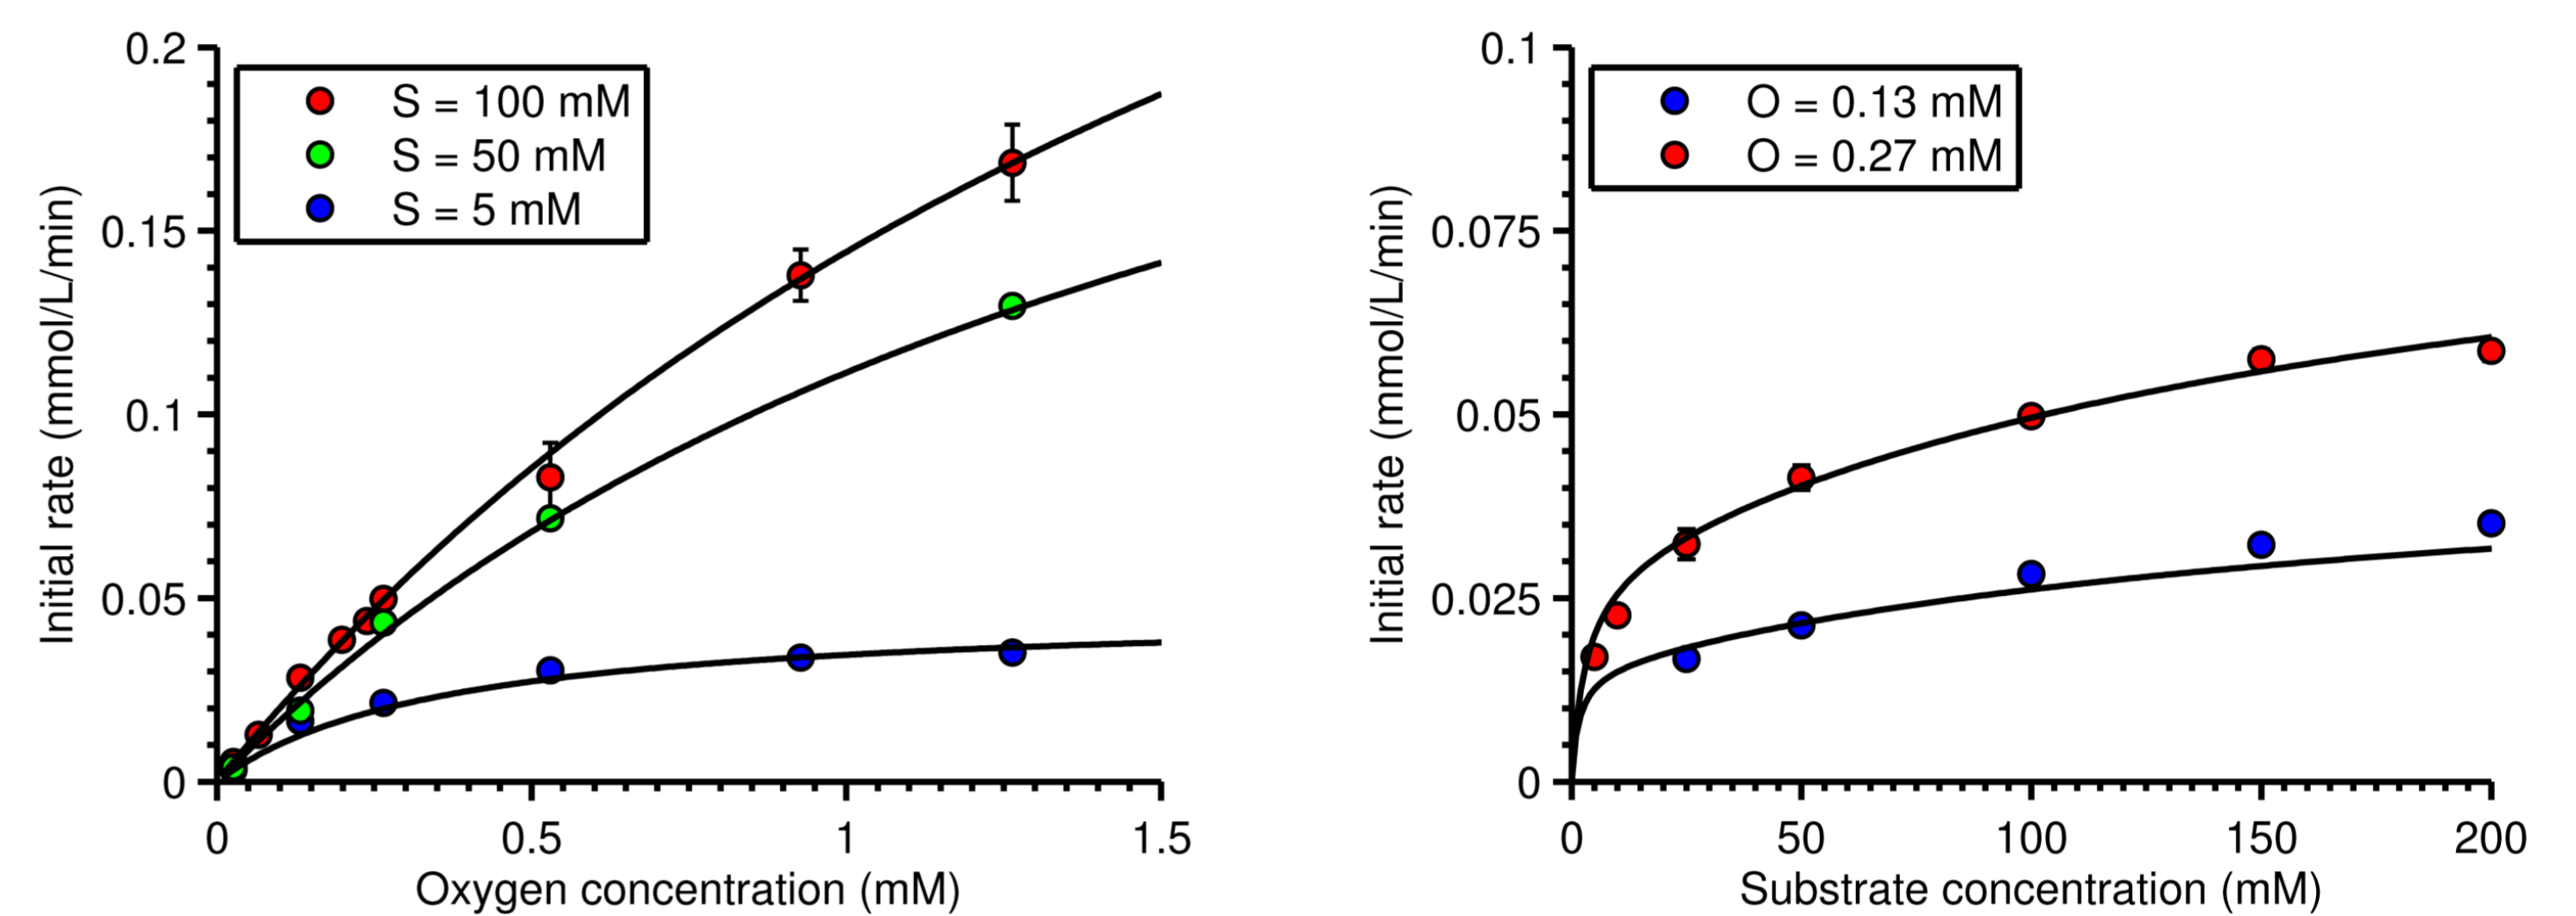 0.2
0.15
0.1
0.05
0
Initial rate (mmol/L/min)
S = 100 mM
S = 50 mM
S = 5 mM
0 0.5 1 1.5
Oxygen concentration (mM)
0.1
0.075
0.05
0.025
0
Initial rate (mmol/L/min)
O = 0.13 mM
O = 0.27 mM
0 50 100 150 200
Substrate concentration (mM)